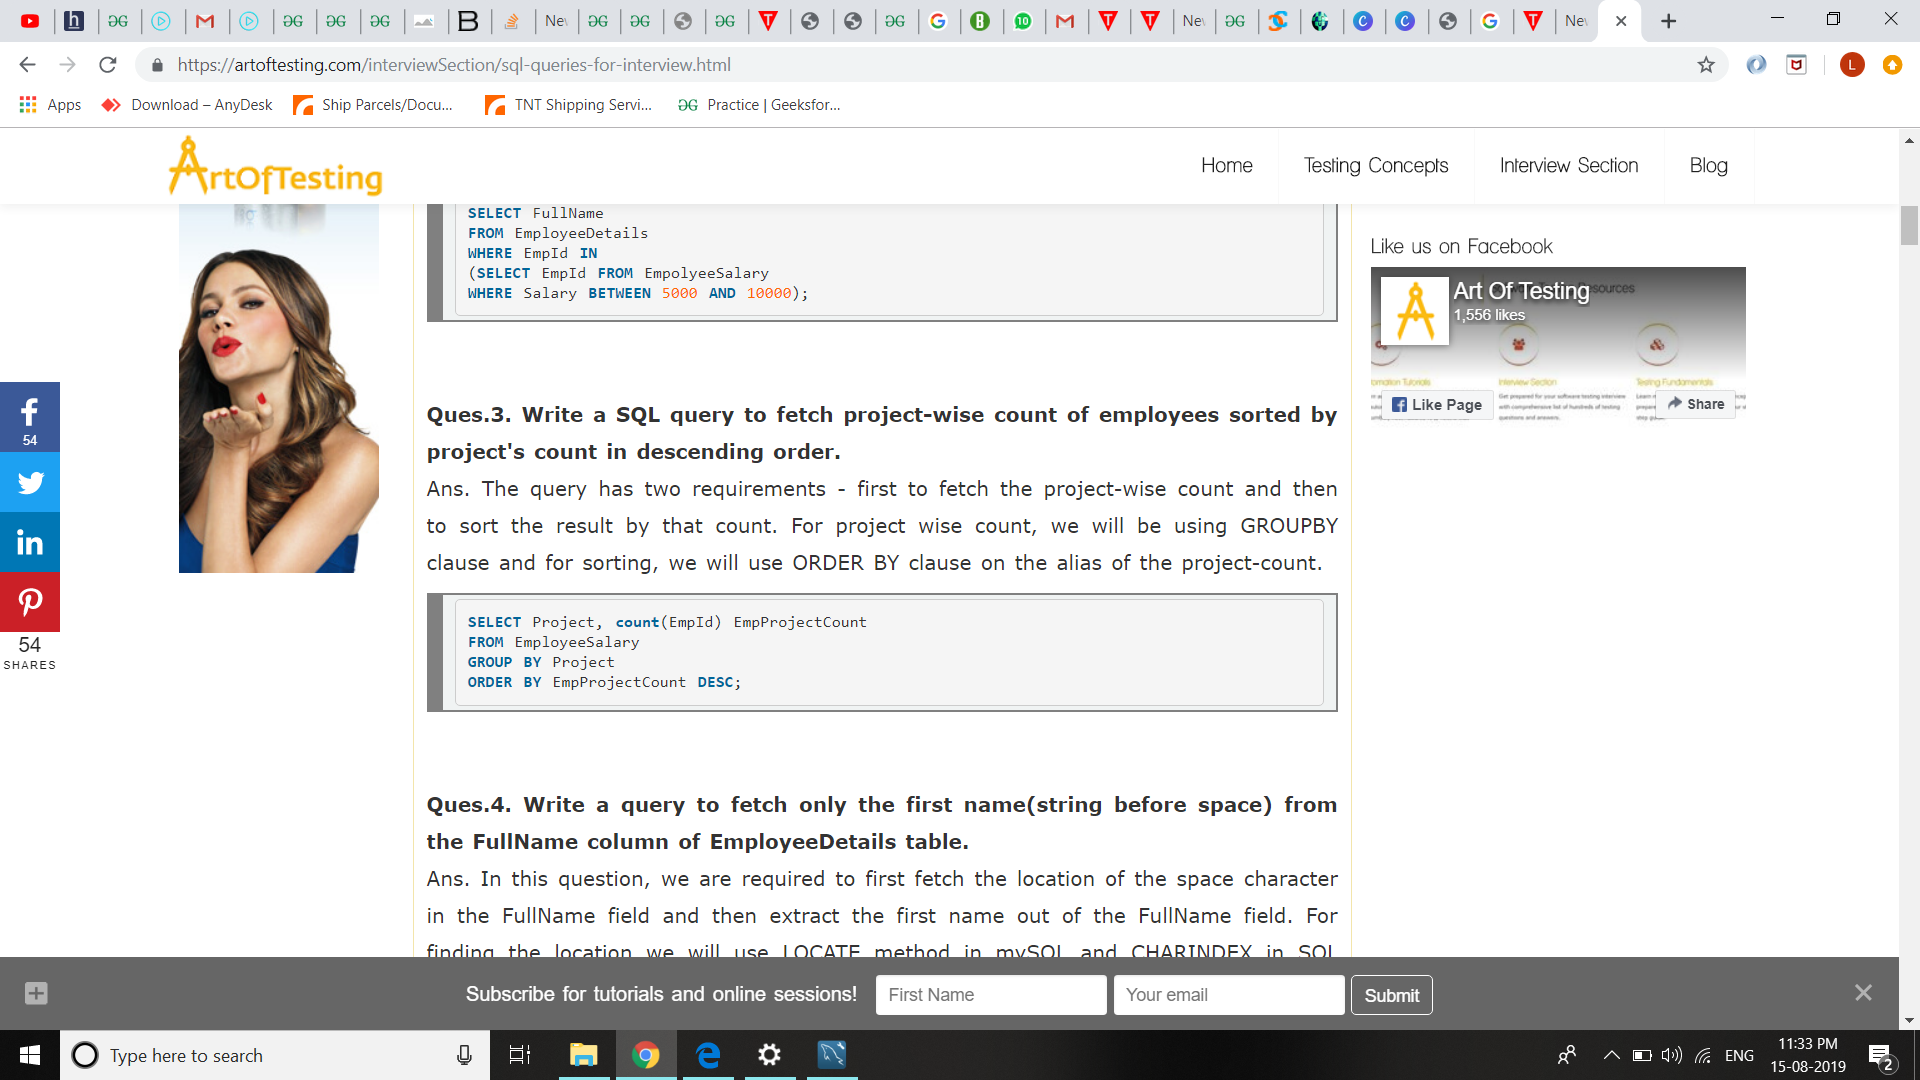 New
New
New
https://artoftesting.com/interviewSection/sql-queries-for-interview.html
L
Apps
Download – AnyDesk
Ship Parcels/Docu...
TNT Shipping Servi...
Practice | Geeksfor...
ArtOfTesting
Home
Testing Concepts
Interview Section
Blog
SELECT FullName
FROM EmployeeDetails
WHERE EmpId IN
(SELECT EmpId FROM EmpolyeeSalary
WHERE Salary BETWEEN 5000 AND 10000);
Like us on Facebook
Art Of Testing
1,556 likes
Interview Section
Testing Fundamentals
Like Page
Share
54
54
SHARES
Ques.3. Write a SQL query to fetch project-wise count of employees sorted by
project's count in descending order.
Ans. The query has two requirements - first to fetch the project-wise count and then
to sort the result by that count. For project wise count, we will be using GROUPBY
clause and for sorting, we will use ORDER BY clause on the alias of the project-count.
SELECT Project, count(EmpId) EmpProjectCount
FROM EmployeeSalary
GROUP BY Project
ORDER BY EmpProjectCount DESC;
Ques.4. Write a query to fetch only the first name(string before space) from
the FullName column of EmployeeDetails table.
Ans. In this question, we are required to first fetch the location of the space character
in the FullName field and then extract the first name out of the FullName field. For
finding the location we will use LOCATE method in mySQL and CHARINDEX in SQL
Subscribe for tutorials and online sessions!
First Name
Your email
Submit
Type here to search
ENG
11:33 PM
15-08-2019
2